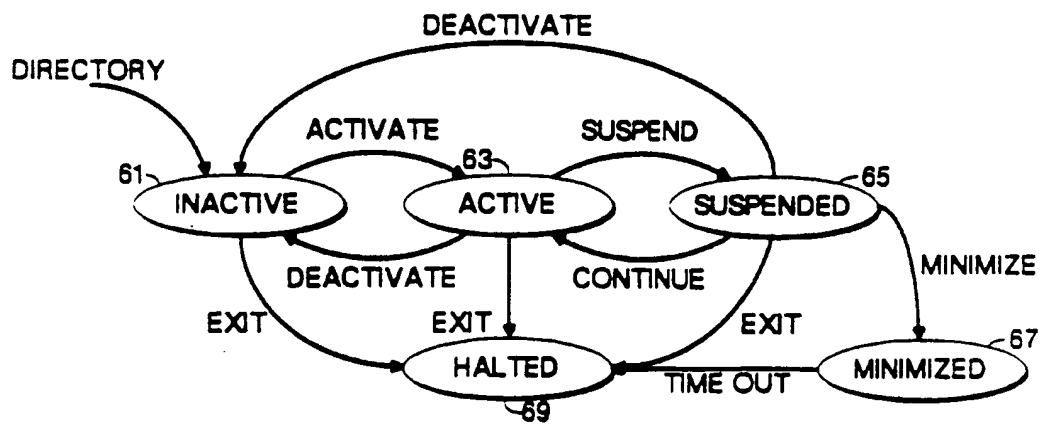 DEACTIVATE
DIRECTORY
ACTIVATE
SUSPEND
61
63
65
INACTIVE
ACTIVE
SUSPENDED
DEACTIVATE
CONTINUE
MINIMIZE
EXIT
EXIT
EXIT
67
HALTED
TIME OUT
MINIMIZED
69